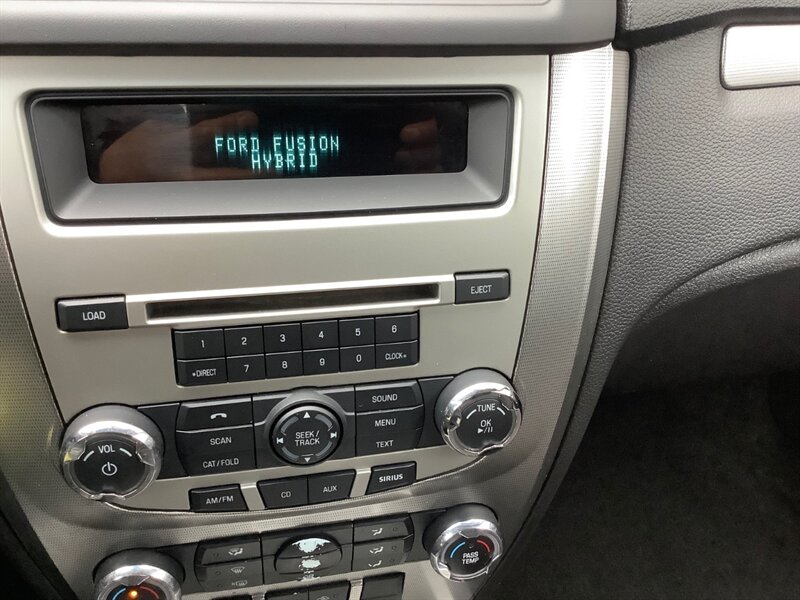 FORD FUSION
HYBRID
LOAD
EJECT
1 2 3 4 5 6
*DIRECT 7 8 9 0 CLOCK
VOL
SCAN
CAT/FOLD
SEEK/
TRACK
SOUND
MENU
TEXT
TUNE
OK
AM/FM
CD
AUX
SIRIUS
PASS
TEMP